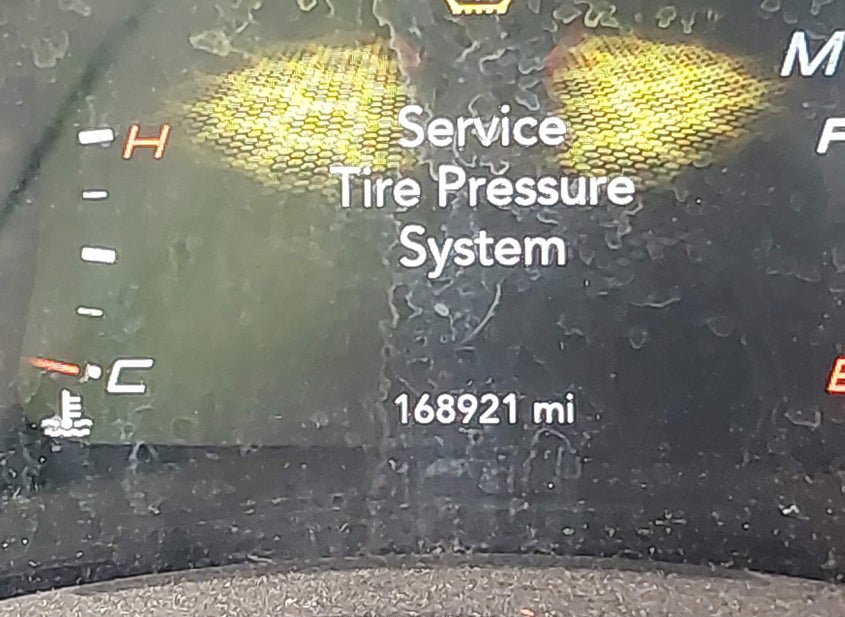 H
Service
Tire Pressure
System
C
168921 mi
M
F
E